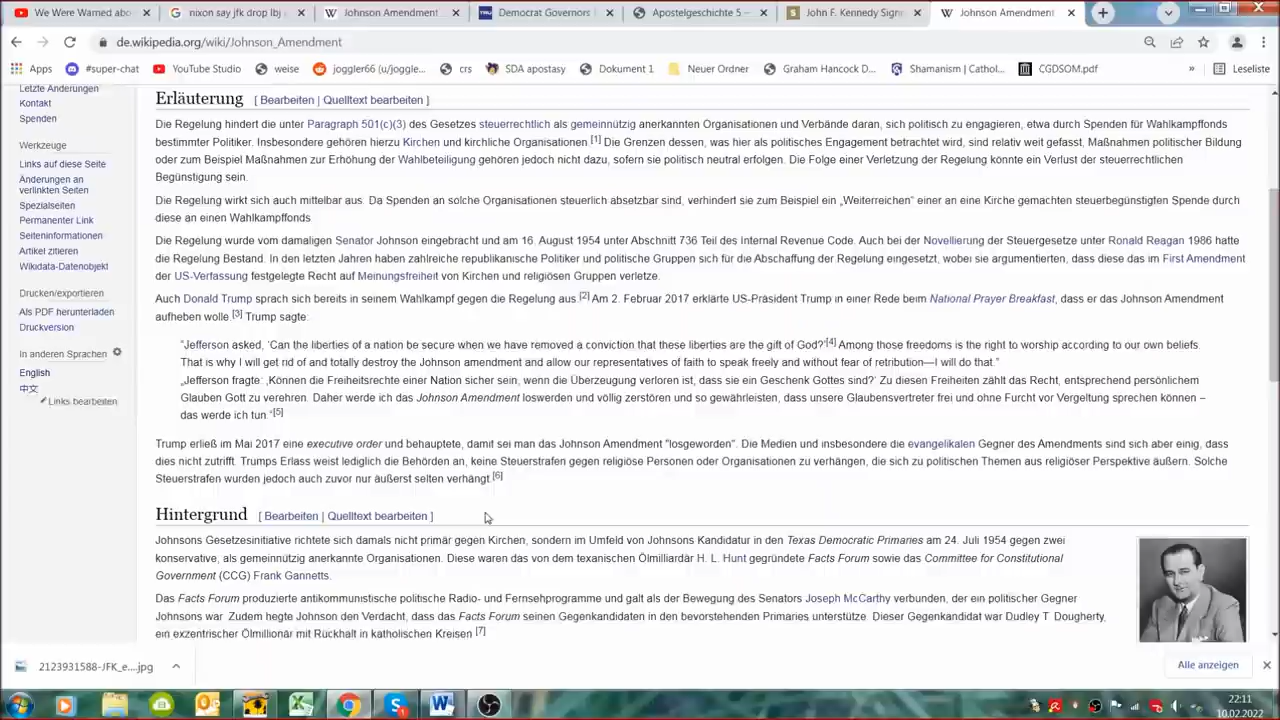 We Were Warned abo
nixon say jfk drop lbj
Johnson Amendment
Democrat Governors
Apostelgeschichte 5 –
John F. Kennedy Sign
Johnson Amendment
de.wikipedia.org/wiki/Johnson_Amendment
Apps
#super-chat
YouTube Studio
weise
joggler66 (u/joggle...
crs
SDA apostasy
Dokument 1
Neuer Ordner
Graham Hancock D...
Shamanism | Cathol...
CGDSOM.pdf
»
Leseliste
Letzte Änderungen
Kontakt
Spenden
Werkzeuge
Links auf diese Seite
Änderungen an
verlinkten Seiten
Spezialseiten
Permanenter Link
Seiteninformationen
Artikel zitieren
Wikidata-Datenobjekt
Drucken/exportieren
Als PDF herunterladen
Druckversion
In anderen Sprachen
English
中文
Links bearbeiten
Erläuterung [ Bearbeiten | Quelltext bearbeiten ]
Die Regelung hindert die unter Paragraph 501(c)(3) des Gesetzes steuerrechtlich als gemeinnützig anerkannten Organisationen und Verbände daran, sich politisch zu engagieren, etwa durch Spenden für Wahlkampffonds
bestimmter Politiker. Insbesondere gehören hierzu Kirchen und kirchliche Organisationen.[1] Die Grenzen dessen, was hier als politisches Engagement betrachtet wird, sind relativ weit gefasst, Maßnahmen politischer Bildung
oder zum Beispiel Maßnahmen zur Erhöhung der Wahlbeteiligung gehören jedoch nicht dazu, sofern sie politisch neutral erfolgen. Die Folge einer Verletzung der Regelung könnte ein Verlust der steuerrechtlichen
Begünstigung sein.
Die Regelung wirkt sich auch mittelbar aus. Da Spenden an solche Organisationen steuerlich absetzbar sind, verhindert sie zum Beispiel ein „Weiterreichen“ einer an eine Kirche gemachten steuerbegünstigten Spende durch
diese an einen Wahlkampffonds
Die Regelung wurde vom damaligen Senator Johnson eingebracht und am 16. August 1954 unter Abschnitt 736 Teil des Internal Revenue Code. Auch bei der Novellierung der Steuergesetze unter Ronald Reagan 1986 hatte
die Regelung Bestand. In den letzten Jahren haben zahlreiche republikanische Politiker und politische Gruppen sich für die Abschaffung der Regelung eingesetzt, wobei sie argumentierten, dass diese das im First Amendment
der US-Verfassung festgelegte Recht auf Meinungsfreiheit von Kirchen und religiösen Gruppen verletze.
Auch Donald Trump sprach sich bereits in seinem Wahlkampf gegen die Regelung aus.[2] Am 2. Februar 2017 erklärte US-Präsident Trump in einer Rede beim National Prayer Breakfast, dass er das Johnson Amendment
aufheben wolle.[3] Trump sagte:
“Jefferson asked, ‘Can the liberties of a nation be secure when we have removed a conviction that these liberties are the gift of God?’[4] Among those freedoms is the right to worship according to our own beliefs.
That is why I will get rid of and totally destroy the Johnson amendment and allow our representatives of faith to speak freely and without fear of retribution—I will do that.”
„Jefferson fragte: ‚Können die Freiheitsrechte einer Nation sicher sein, wenn die Überzeugung verloren ist, dass sie ein Geschenk Gottes sind?‘ Zu diesen Freiheiten zählt das Recht, entsprechend persönlichem
Glauben Gott zu verehren. Daher werde ich das Johnson Amendment loswerden und völlig zerstören und so gewährleisten, dass unsere Glaubensvertreter frei und ohne Furcht vor Vergeltung sprechen können –
das werde ich tun.“[5]
Trump erließ im Mai 2017 eine executive order und behauptete, damit sei man das Johnson Amendment "losgeworden". Die Medien und insbesondere die evangelikalen Gegner des Amendments sind sich aber einig, dass
dies nicht zutrifft. Trumps Erlass weist lediglich die Behörden an, keine Steuerstrafen gegen religiöse Personen oder Organisationen zu verhängen, die sich zu politischen Themen aus religiöser Perspektive äußern. Solche
Steuerstrafen wurden jedoch auch zuvor nur äußerst selten verhängt.[6]
Hintergrund [ Bearbeiten | Quelltext bearbeiten ]
Johnsons Gesetzesinitiative richtete sich damals nicht primär gegen Kirchen, sondern im Umfeld von Johnsons Kandidatur in den Texas Democratic Primaries am 24. Juli 1954 gegen zwei
konservative, als gemeinnützig anerkannte Organisationen. Diese waren das vom texanischen Ölmilliardär H. L. Hunt gegründete Facts Forum sowie das Committee for Constitutional
Government (CCG) Frank Gannetts.
Das Facts Forum produzierte antikommunistische politische Radio- und Fernsehprogramme und galt als der Bewegung des Senators Joseph McCarthy verbunden, der ein politischer Gegner
Johnsons war. Zudem hegte Johnson den Verdacht, dass das Facts Forum seinen Gegenkandidaten in den bevorstehenden Primaries unterstütze. Dieser Gegenkandidat war Dudley T. Dougherty,
ein exzentrischer Ölmillionär mit Rückhalt in katholischen Kreisen.[7]
2123931588-JFK_e....jpg
Alle anzeigen
22:11
10.02.2022